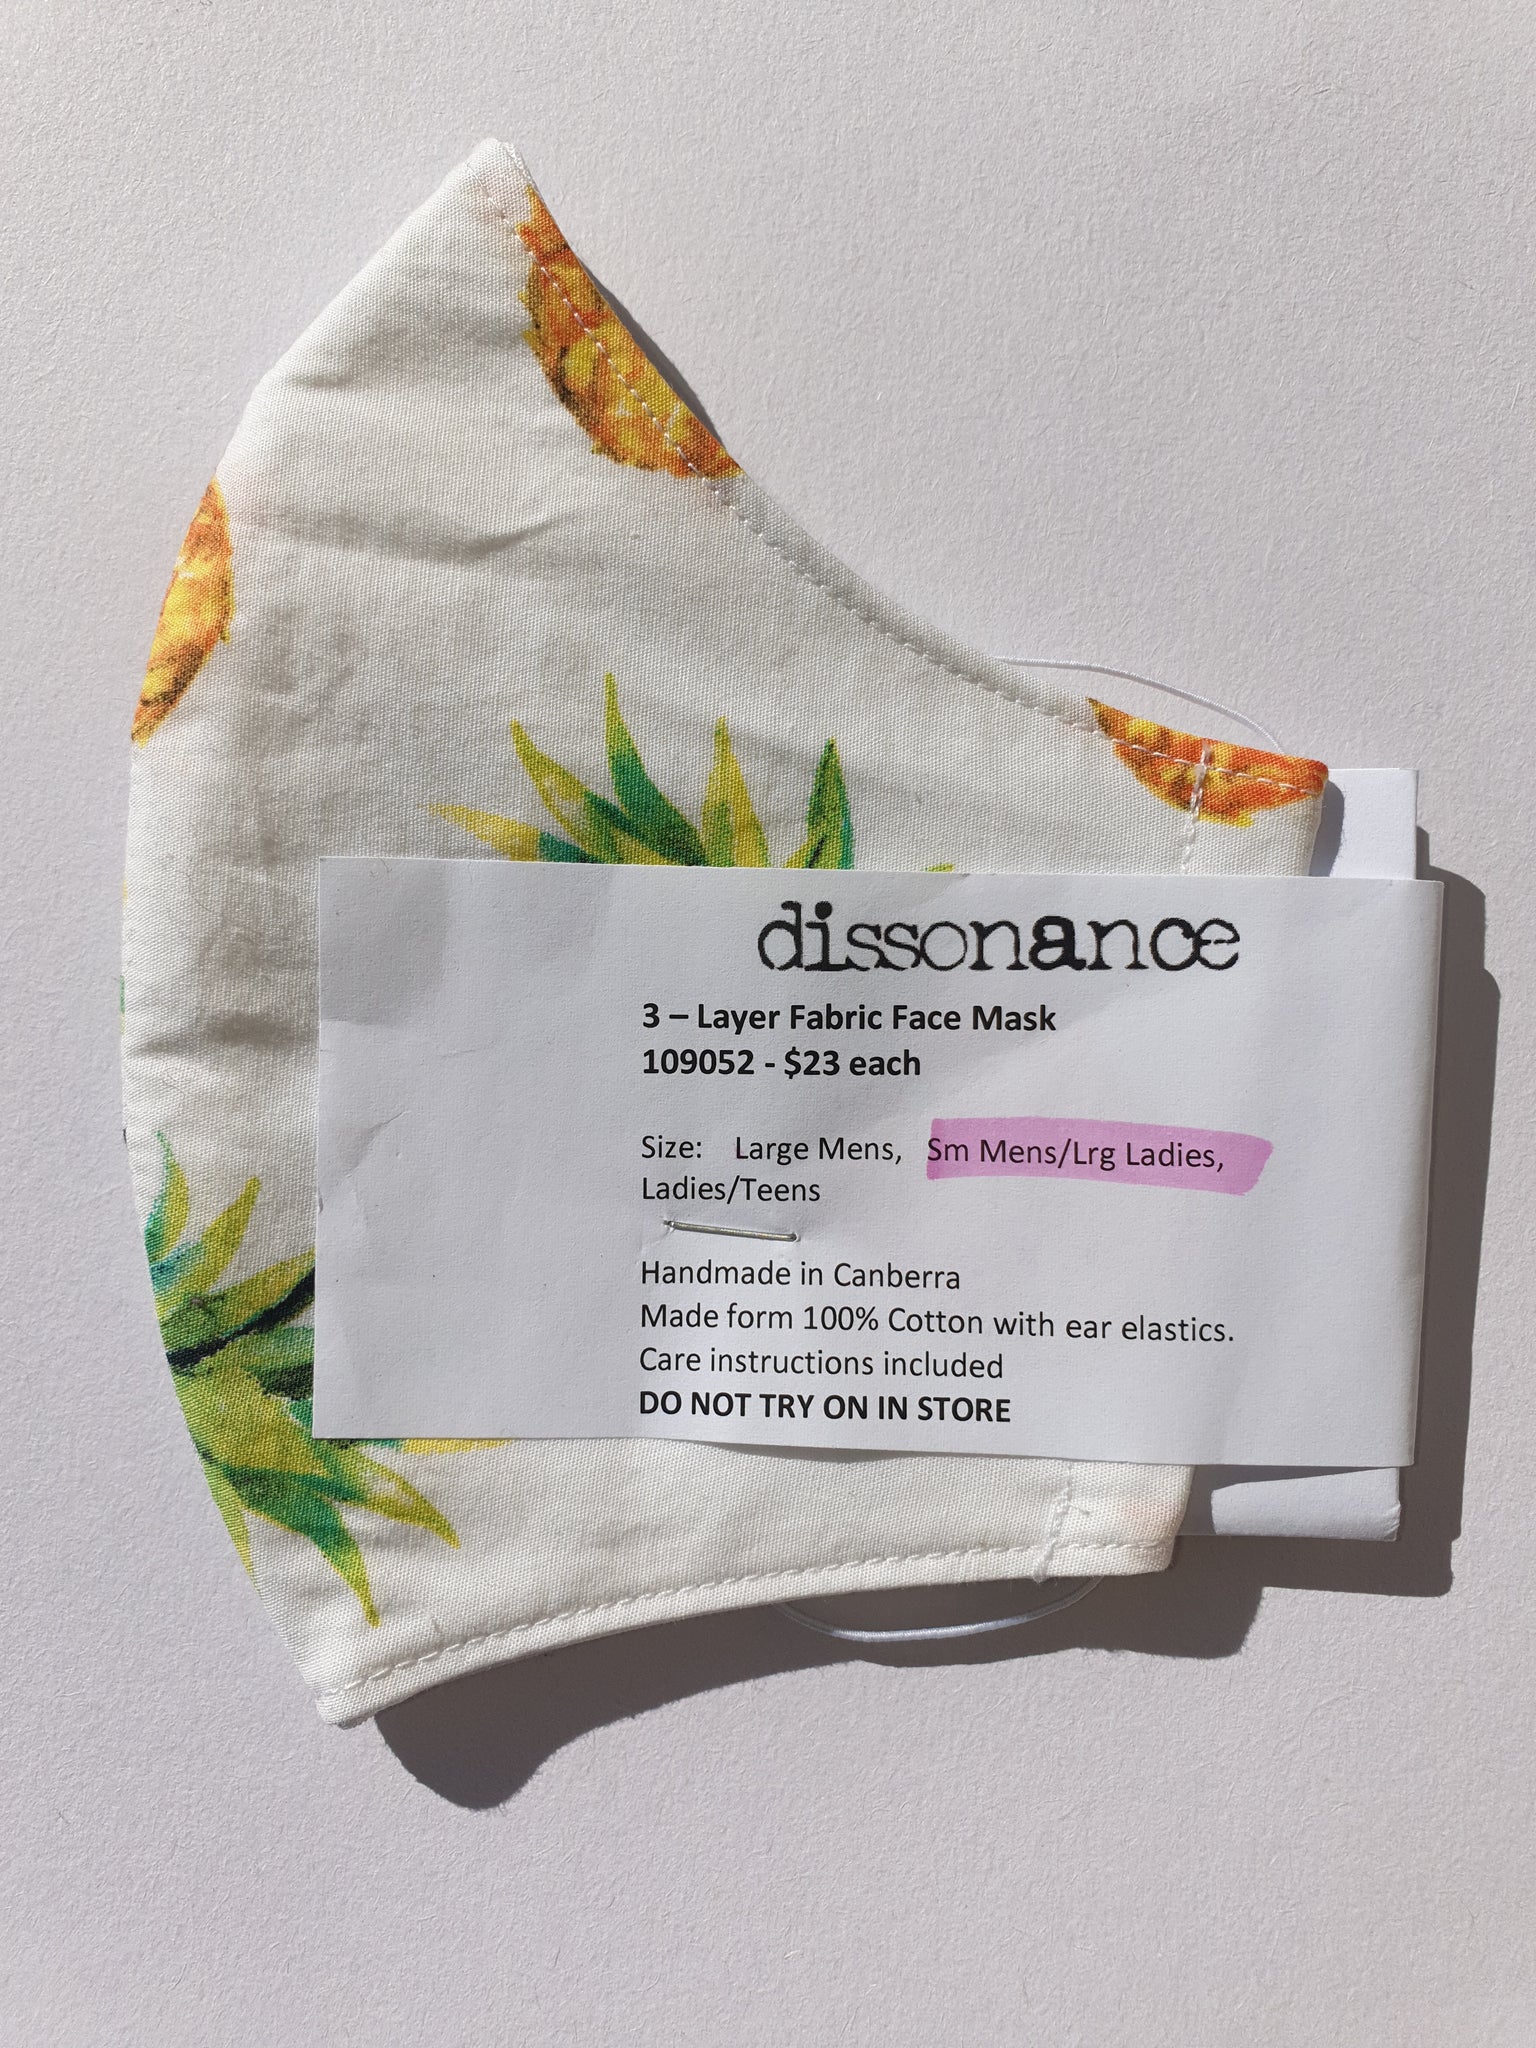 dissonance
3 – Layer Fabric Face Mask
109052 - $23 each
Size: Large Mens, Sm Mens/Lrg Ladies,
Ladies/Teens
Handmade in Canberra
Made form 100% Cotton with ear elastics.
Care instructions included
DO NOT TRY ON IN STORE